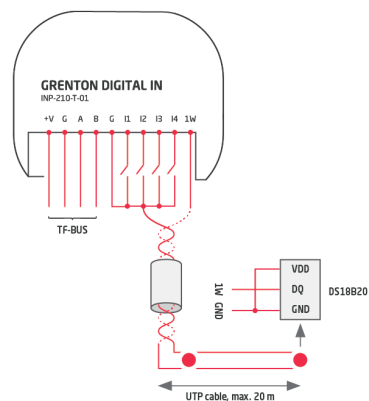 GRENTON DIGITAL IN
INP-210-T-01
+V G A B G I1 I2 I3 I4 1W
TF-BUS
VDD
DQ
GND
DS18B20
1W
GND
UTP cable, max. 20 m